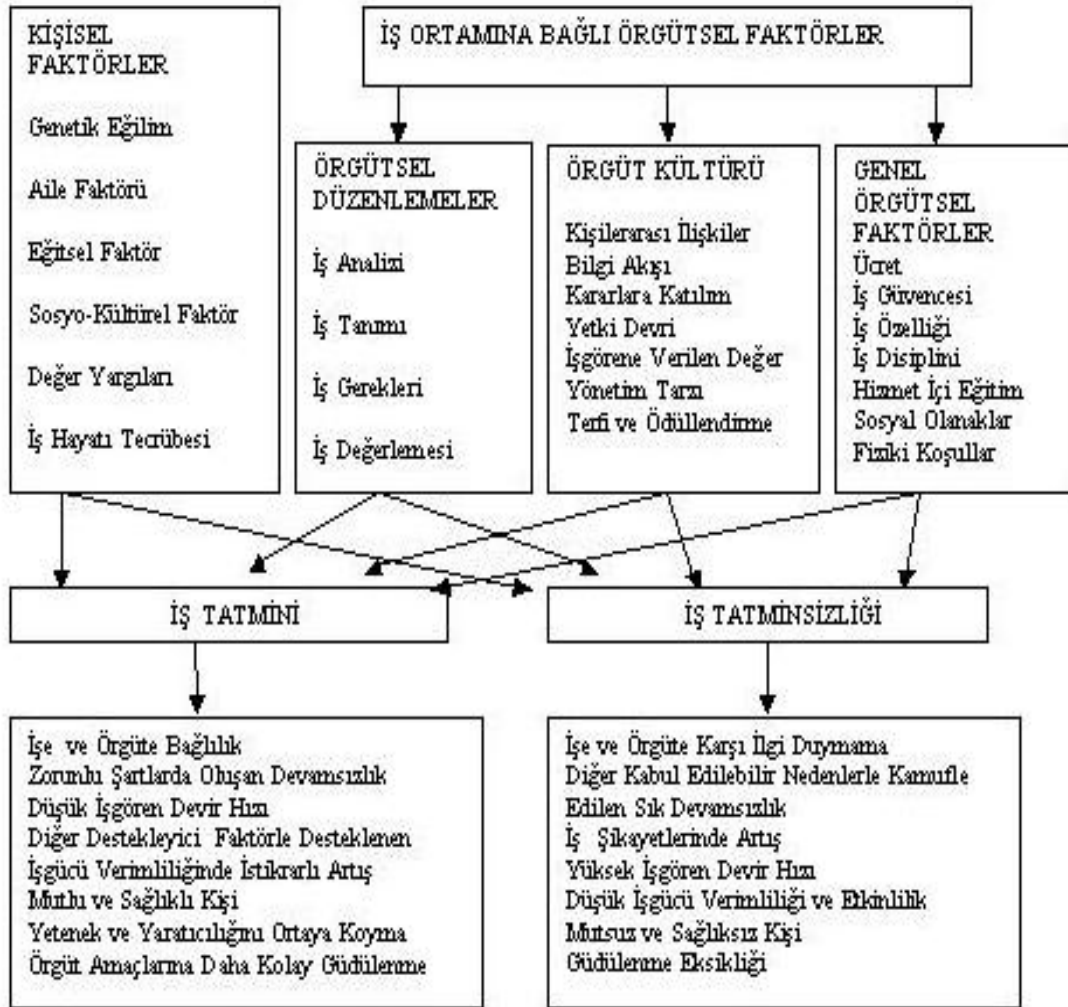 KİŞİSEL
FAKTÖRLER
Genetik Eğilim
Aile Faktörü
Eğitsel Faktör
Sosyo-Kültürel Faktör
Değer Yargıları
İş Hayatı Tecrübesi
İŞ ORTAMINA BAĞLI ÖRGÜTSEL FAKTÖRLER
ÖRGÜTSEL
DÜZENLEMELER
İş Analizi
İş Tanımı
İş Gerekleri
İş Değerlemesi
ÖRGÜT KÜLTÜRÜ
Kişilerarası İlişkiler
Bilgi Akışı
Kararlara Katılım
Yetki Devri
İşgörene Verilen Değer
Yönetim Tarzı
Terfi ve Ödüllendirme
GENEL
ÖRGÜTSEL
FAKTÖRLER
Ücret
İş Güvencesi
İş Özelliği
İş Disiplini
Hizmet İçi Eğitim
Sosyal Olanaklar
Fiziki Koşullar
İŞ TATMİNİ
İŞ TATMİNSİZLİĞİ
İşe ve Örgüte Bağlılık
Zorunlu Şartlarda Oluşan Devamsızlık
Düşük İşgören Devir Hızı
Diğer Destekleyici Faktörle Desteklenen
İşgücü Verimliliğinde İstikrarlı Artış
Mutlu ve Sağlıklı Kişi
Yetenek ve Yaratıcılığını Ortaya Koyma
Örgüt Amaçlarına Daha Kolay Güdülenme
İşe ve Örgüte Karşı İlgi Duymama
Diğer Kabul Edilebilir Nedenlerle Kamufle
Edilen Sık Devamsızlık
İş Şikayetlerinde Artış
Yüksek İşgören Devir Hızı
Düşük İşgücü Verimliliği ve Etkinlilik
Mutsuz ve Sağlıksız Kişi
Güdülenme Eksikliği